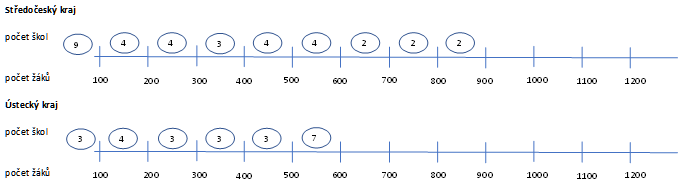 Středočeský kraj
počet škol 9 4 4 3 4 4 2 2 2
počet žáků 100 200 300 400 500 600 700 800 900 1000 1100 1200
Ústecký kraj
počet škol 3 4 3 3 3 7
počet žáků 100 200 300 400 500 600 700 800 900 1000 1100 1200